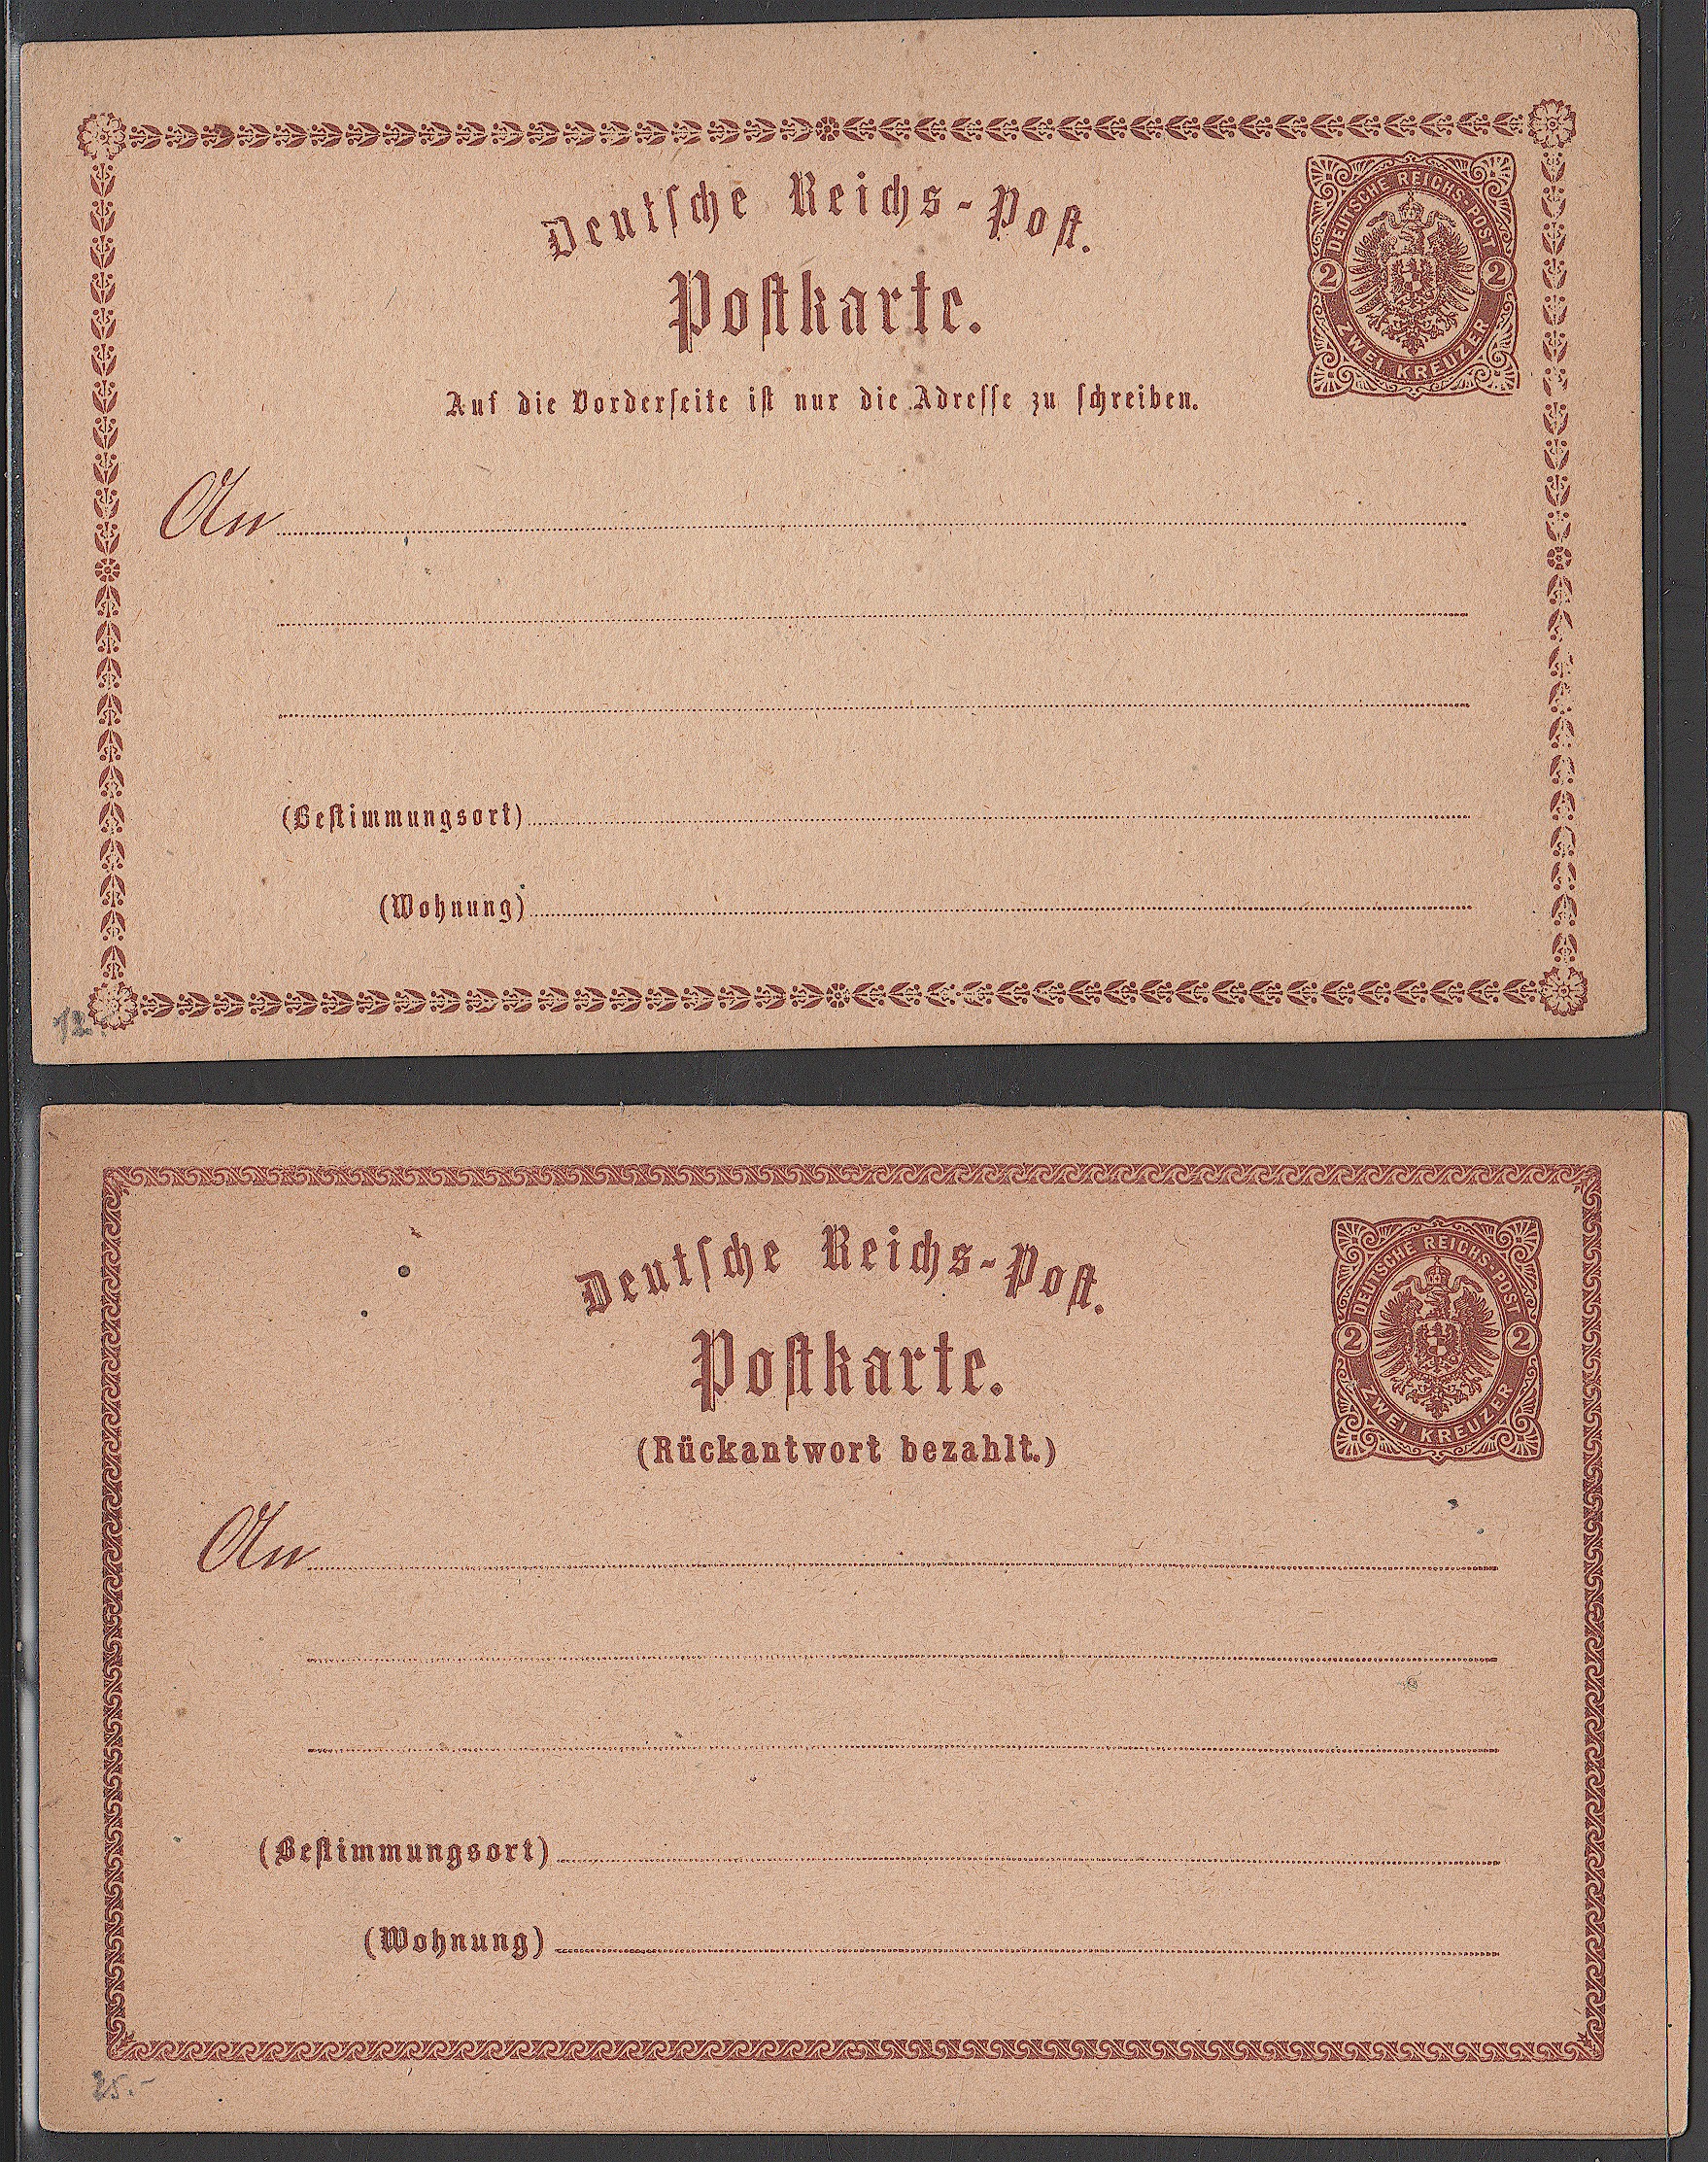 Deutſche Reichs-Poſt.
Poſtkarte.
Auf die Vorderſeite iſt nur die Adreſſe zu ſchreiben.
DEUTSCHE REICHS-POST
2 2
ZWEI KREUZER
An
(Beſtimmungsort)
(Wohnung)
12.
Deutſche Reichs-Poſt.
Poſtkarte.
(Rückantwort bezahlt.)
DEUTSCHE REICHS-POST
2 2
ZWEI KREUZER
An
(Beſtimmungsort)
(Wohnung)
25.-